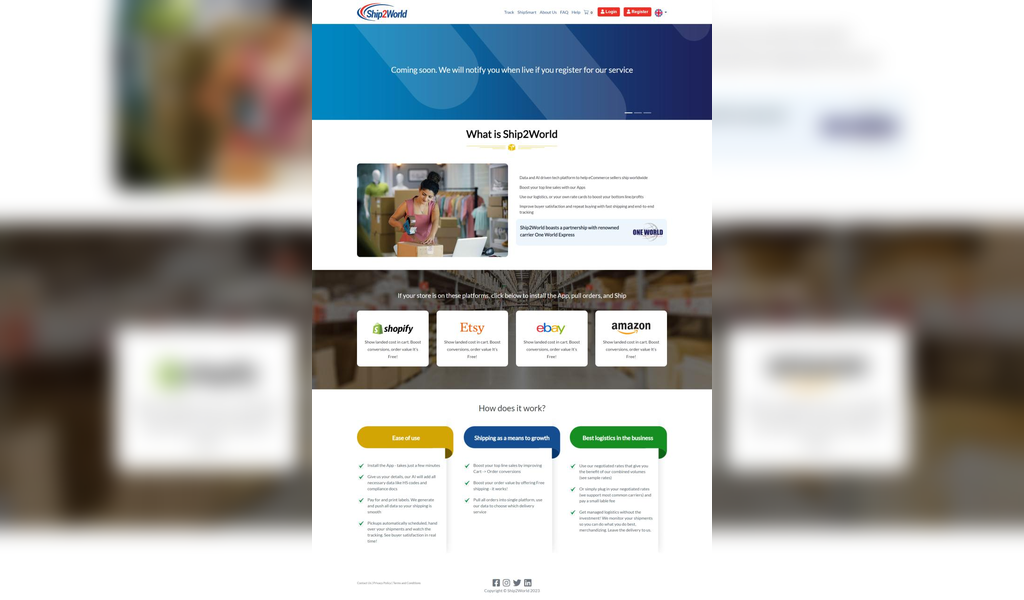 Ship2World
Track ShipSmart About Us FAQ Help Login Register
Coming soon. We will notify you when live if you register for our service
What is Ship2World
Data and AI driven tech platform to help eCommerce sellers ship worldwide
Boost your top line sales with our Apps
Use our logistics, or your own rate cards to boost your bottom line/profits
Improve buyer satisfaction and repeat buying with fast shipping and end-to-end
tracking
Ship2World boasts a partnership with renowned
carrier One World Express
ONE WORLD
If your store is on these platforms, click below to install the App, pull orders, and Ship
shopify
Show landed cost in cart. Boost
conversions, order value It's
Free!
Etsy
Show landed cost in cart. Boost
conversions, order value It's
Free!
ebay
Show landed cost in cart. Boost
conversions, order value It's
Free!
amazon
Show landed cost in cart. Boost
conversions, order value It's
Free!
How does it work?
Ease of use
Install the App - takes just a few minutes
Give us your details, our AI will add all
necessary data like HS codes and
compliance docs
Pay for and print labels. We generate
and push all data so your shipping is
smooth
Pickups automatically scheduled, hand
over your shipments and watch the
tracking. See buyer satisfaction in real
time!
Shipping as a means to growth
Boost your top line sales by improving
Cart -> Order conversions
Boost your order value by offering Free
shipping - it works!
Pull all orders into single platform, use
our data to choose which delivery
service
Best logistics in the business
Use our negotiated rates that give you
the benefit of our combined volumes
(see sample rates)
Or simply plug in your negotiated rates
(we support most common carriers) and
pay a small table fee
Get managed logistics without the
investment! We monitor your shipments
so you can do what you do best,
merchandizing. Leave the delivery to us
Contact Us | Privacy Policy | Terms and Conditions
Copyright © Ship2World 2023